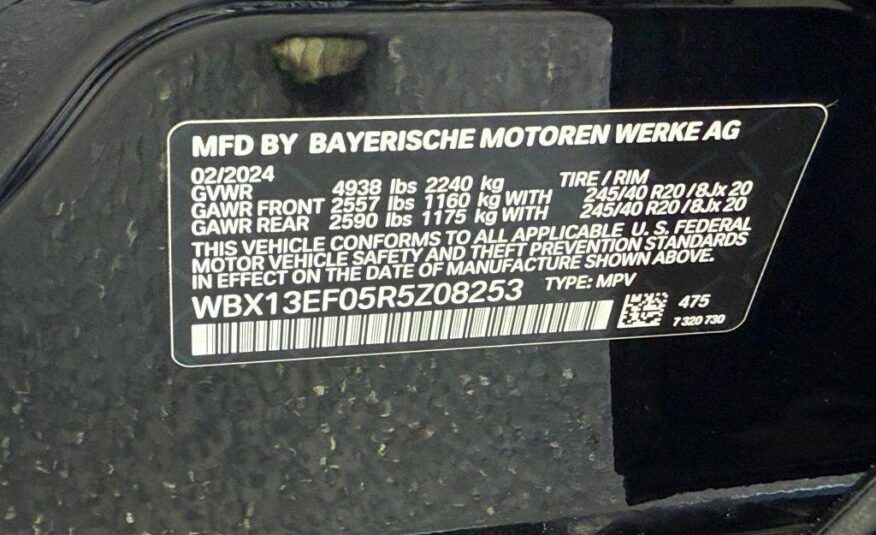 MFD BY BAYERISCHE MOTOREN WERKE AG
02/2024
GVWR 4938 lbs 2240 kg TIRE / RIM
GAWR FRONT 2557 lbs 1160 kg WITH 245/40 R20 / 8Jx 20
GAWR REAR 2590 lbs 1175 kg WITH 245/40 R20 / 8Jx 20
THIS VEHICLE CONFORMS TO ALL APPLICABLE U. S. FEDERAL
MOTOR VEHICLE SAFETY AND THEFT PREVENTION STANDARDS
IN EFFECT ON DATE OF MANUFACTURE SHOWN ABOVE.
WBX13EF05R5Z08253 TYPE: MPV
475
7 320 730